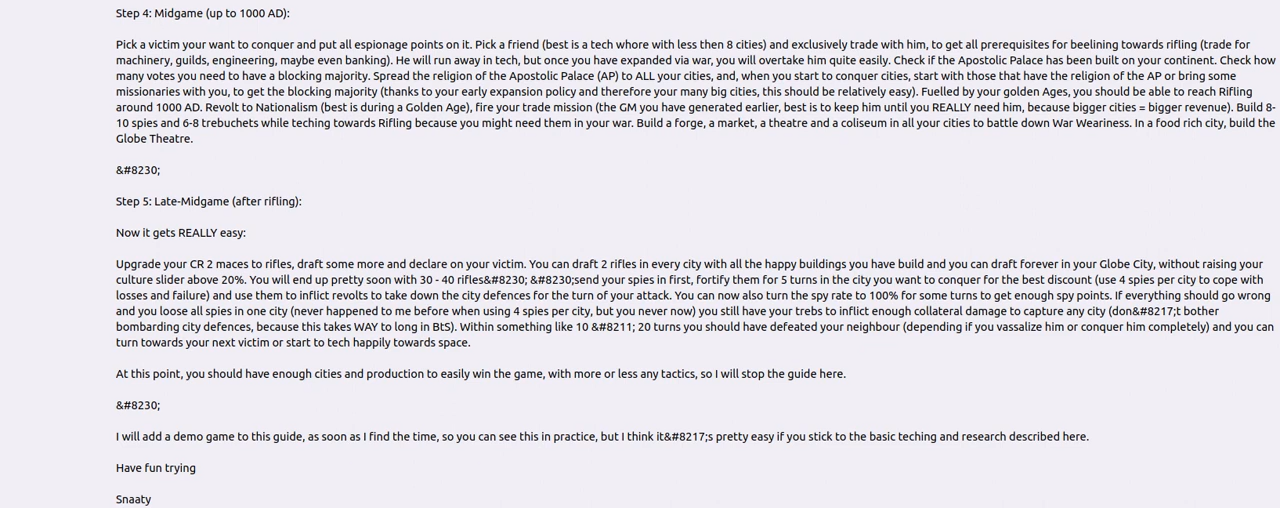 Step 4: Midgame (up to 1000 AD):
Pick a victim your want to conquer and put all espionage points on it. Pick a friend (best is a tech whore with less then 8 cities) and exclusively trade with him, to get all prerequisites for beelining towards rifling (trade for
machinery, guilds, engineering, maybe even banking). He will run away in tech, but once you have expanded via war, you will overtake him quite easily. Check if the Apostolic Palace has been built on your continent. Check how
many votes you need to have a blocking majority. Spread the religion of the Apostolic Palace (AP) to ALL your cities, and, when you start to conquer cities, start with those that have the religion of the AP or bring some
missionaries with you, to get the blocking majority (thanks to your early expansion policy and therefore your many big cities, this should be relatively easy). Fuelled by your golden Ages, you should be able to reach Rifling
around 1000 AD. Revolt to Nationalism (best is during a Golden Age), fire your trade mission (the GM you have generated earlier, best is to keep him until you REALLY need him, because bigger cities = bigger revenue). Build 8-
10 spies and 6-8 trebuchets while teching towards Rifling because you might need them in your war. Build a forge, a market, a theatre and a coliseum in all your cities to battle down War Weariness. In a food rich city, build the
Globe Theatre.
&#8230;
Step 5: Late-Midgame (after rifling):
Now it gets REALLY easy:
Upgrade your CR 2 maces to rifles, draft some more and declare on your victim. You can draft 2 rifles in every city with all the happy buildings you have build and you can draft forever in your Globe City, without raising your
culture slider above 20%. You will end up pretty soon with 30 - 40 rifles&#8230; &#8230;send your spies in first, fortify them for 5 turns in the city you want to conquer for the best discount (use 4 spies per city to cope with
losses and failure) and use them to inflict revolts to take down the city defences for the turn of your attack. You can now also turn the spy rate to 100% for some turns to get enough spy points. If everything should go wrong
and you loose all spies in one city (never happened to me before when using 4 spies per city, but you never now) you still have your trebs to inflict enough collateral damage to capture any city (don&#8217;t bother
bombarding city defences, because this takes WAY to long in BtS). Within something like 10 &#8211; 20 turns you should have defeated your neighbour (depending if you vassalize him or conquer him completely) and you can
turn towards your next victim or start to tech happily towards space.
At this point, you should have enough cities and production to easily win the game, with more or less any tactics, so I will stop the guide here.
&#8230;
I will add a demo game to this guide, as soon as I find the time, so you can see this in practice, but I think it&#8217;s pretty easy if you stick to the basic teching and research described here.
Have fun trying
Snaaty